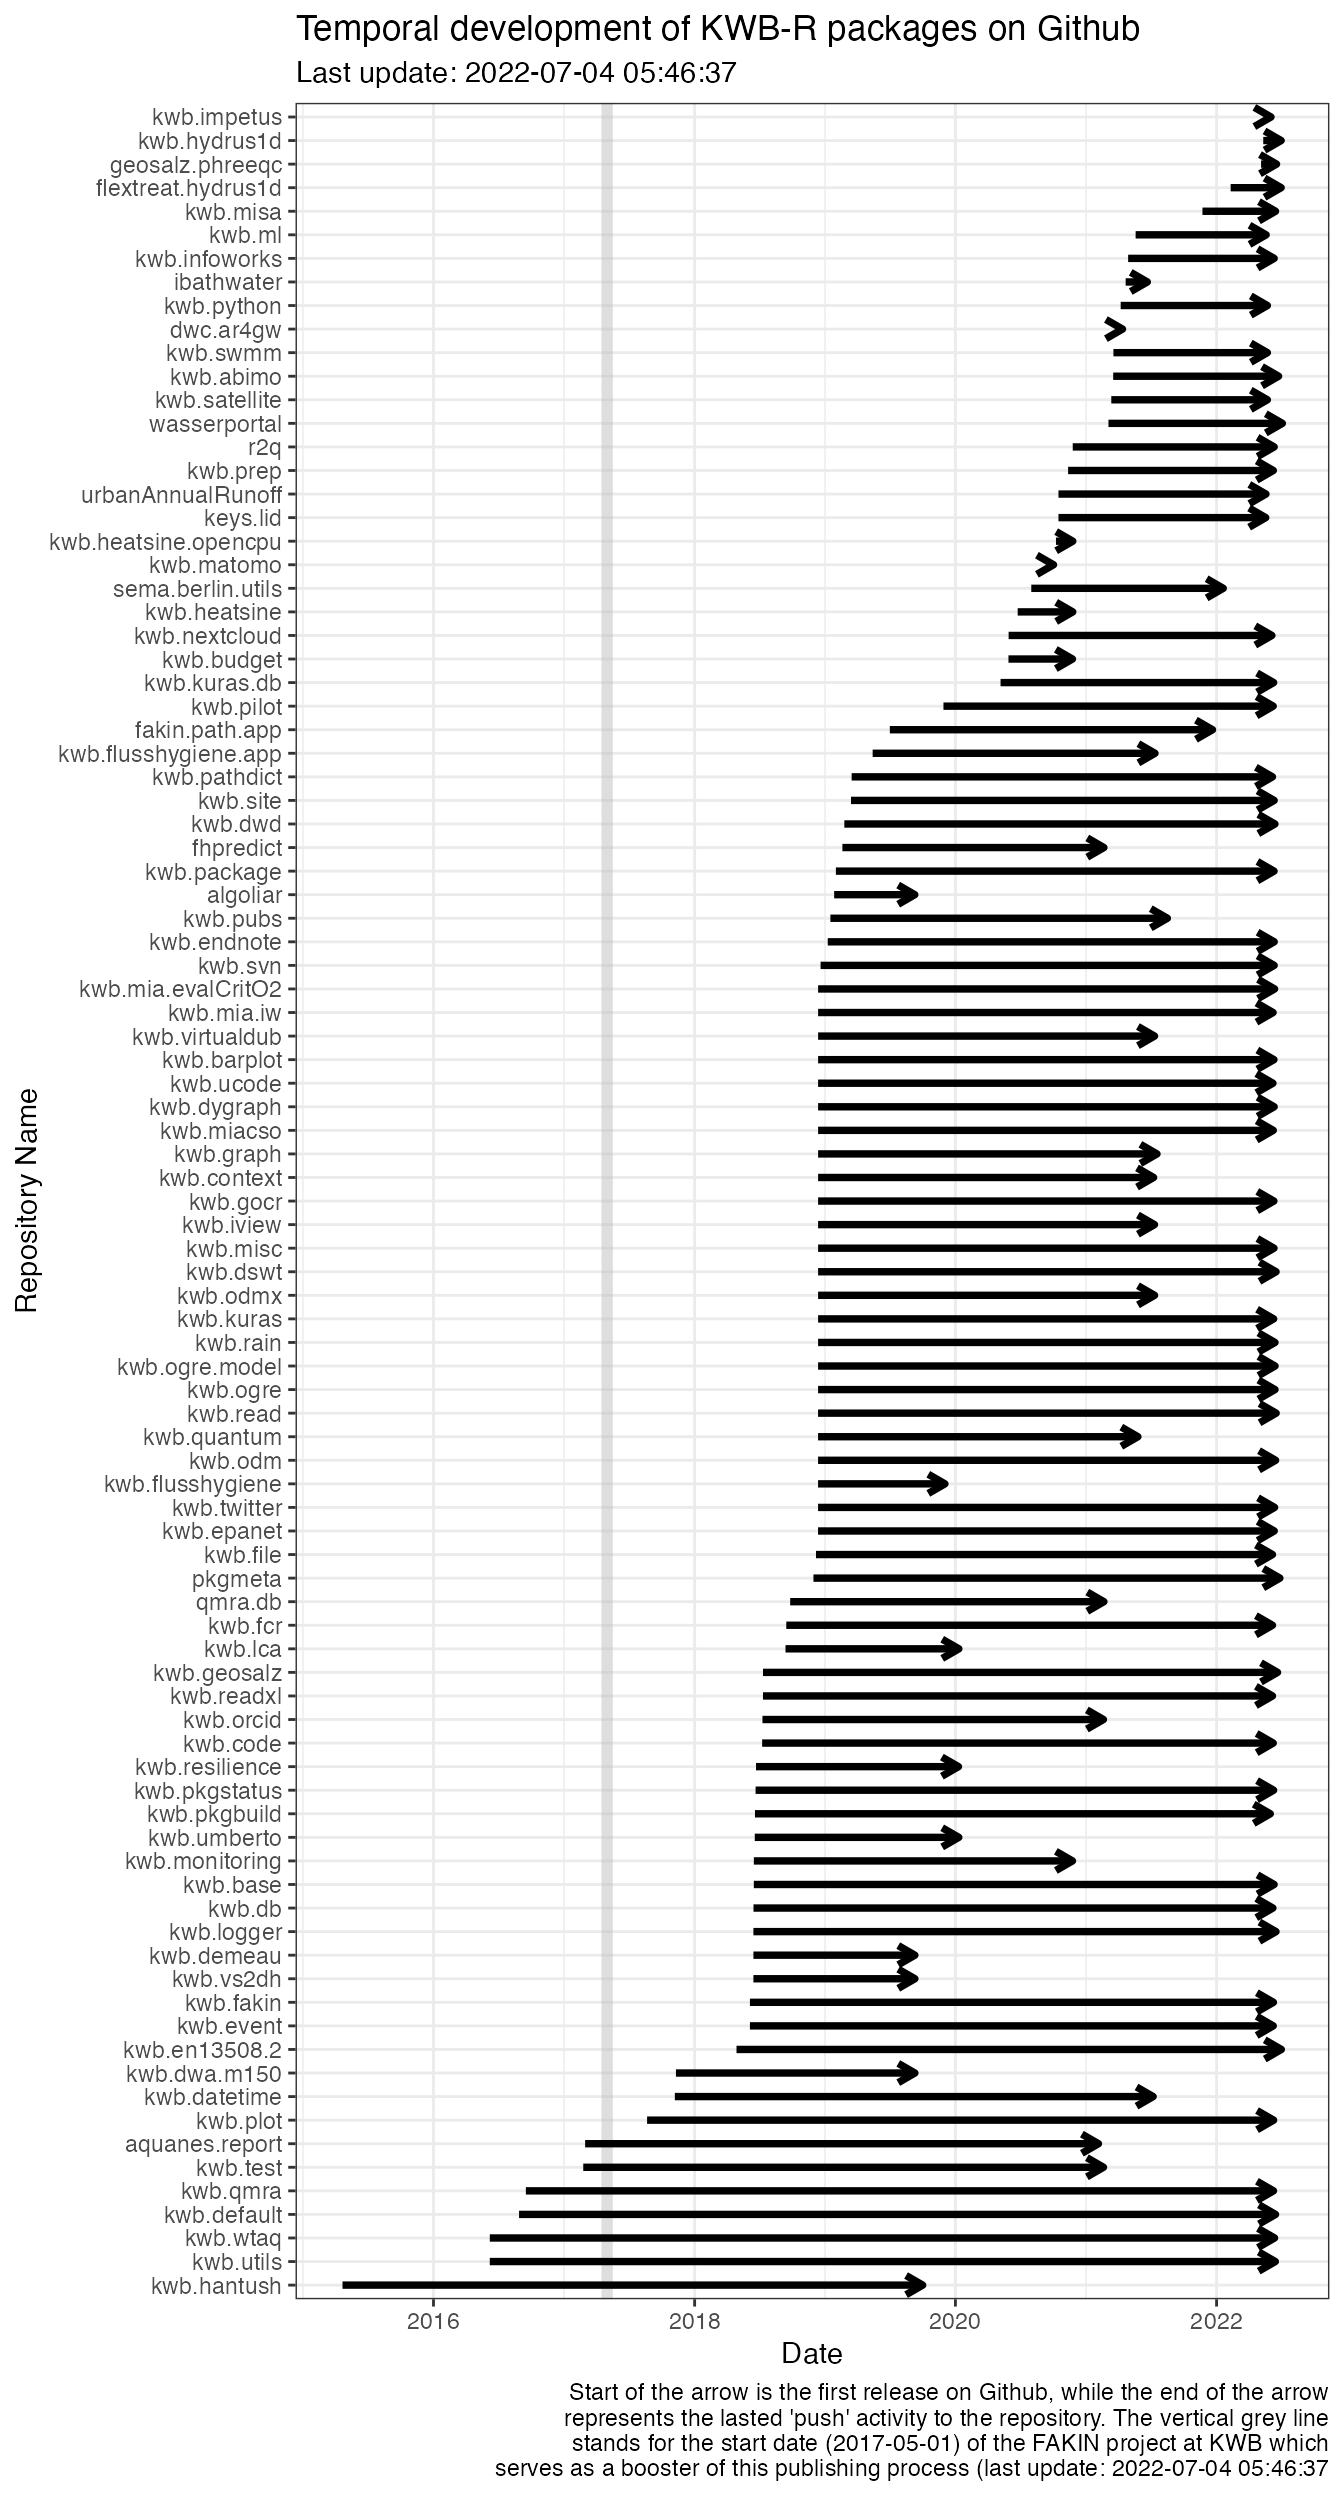 Temporal development of KWB-R packages on Github
Last update: 2022-07-04 05:46:37
kwb.impetus
kwb.hydrus1d
geosalz.phreeqc
flextreat.hydrus1d
kwb.misa
kwb.ml
kwb.infoworks
ibathwater
kwb.python
dwc.ar4gw
kwb.swmm
kwb.abimo
kwb.satellite
wasserportal
r2q
kwb.prep
urbanAnnualRunoff
keys.lid
kwb.heatsine.opencpu
kwb.matomo
sema.berlin.utils
kwb.heatsine
kwb.nextcloud
kwb.budget
kwb.kuras.db
kwb.pilot
fakin.path.app
kwb.flusshygiene.app
kwb.pathdict
kwb.site
kwb.dwd
fhpredict
kwb.package
algoliar
kwb.pubs
kwb.endnote
kwb.svn
kwb.mia.evalCritO2
kwb.mia.iw
kwb.virtualdub
kwb.barplot
kwb.ucode
kwb.dygraph
kwb.miacso
kwb.graph
kwb.context
kwb.gocr
kwb.iview
kwb.misc
kwb.dswt
kwb.odmx
kwb.kuras
kwb.rain
kwb.ogre.model
kwb.ogre
kwb.read
kwb.quantum
kwb.odm
kwb.flusshygiene
kwb.twitter
kwb.epanet
kwb.file
pkgmeta
qmra.db
kwb.fcr
kwb.lca
kwb.geosalz
kwb.readxl
kwb.orcid
kwb.code
kwb.resilience
kwb.pkgstatus
kwb.pkgbuild
kwb.umberto
kwb.monitoring
kwb.base
kwb.db
kwb.logger
kwb.demeau
kwb.vs2dh
kwb.fakin
kwb.event
kwb.en13508.2
kwb.dwa.m150
kwb.datetime
kwb.plot
aquanes.report
kwb.test
kwb.qmra
kwb.default
kwb.wtaq
kwb.utils
kwb.hantush
Repository Name
2016 2018 2020 2022
Date
Start of the arrow is the first release on Github, while the end of the arrow
represents the lasted 'push' activity to the repository. The vertical grey line
stands for the start date (2017-05-01) of the FAKIN project at KWB which
serves as a booster of this publishing process (last update: 2022-07-04 05:46:37